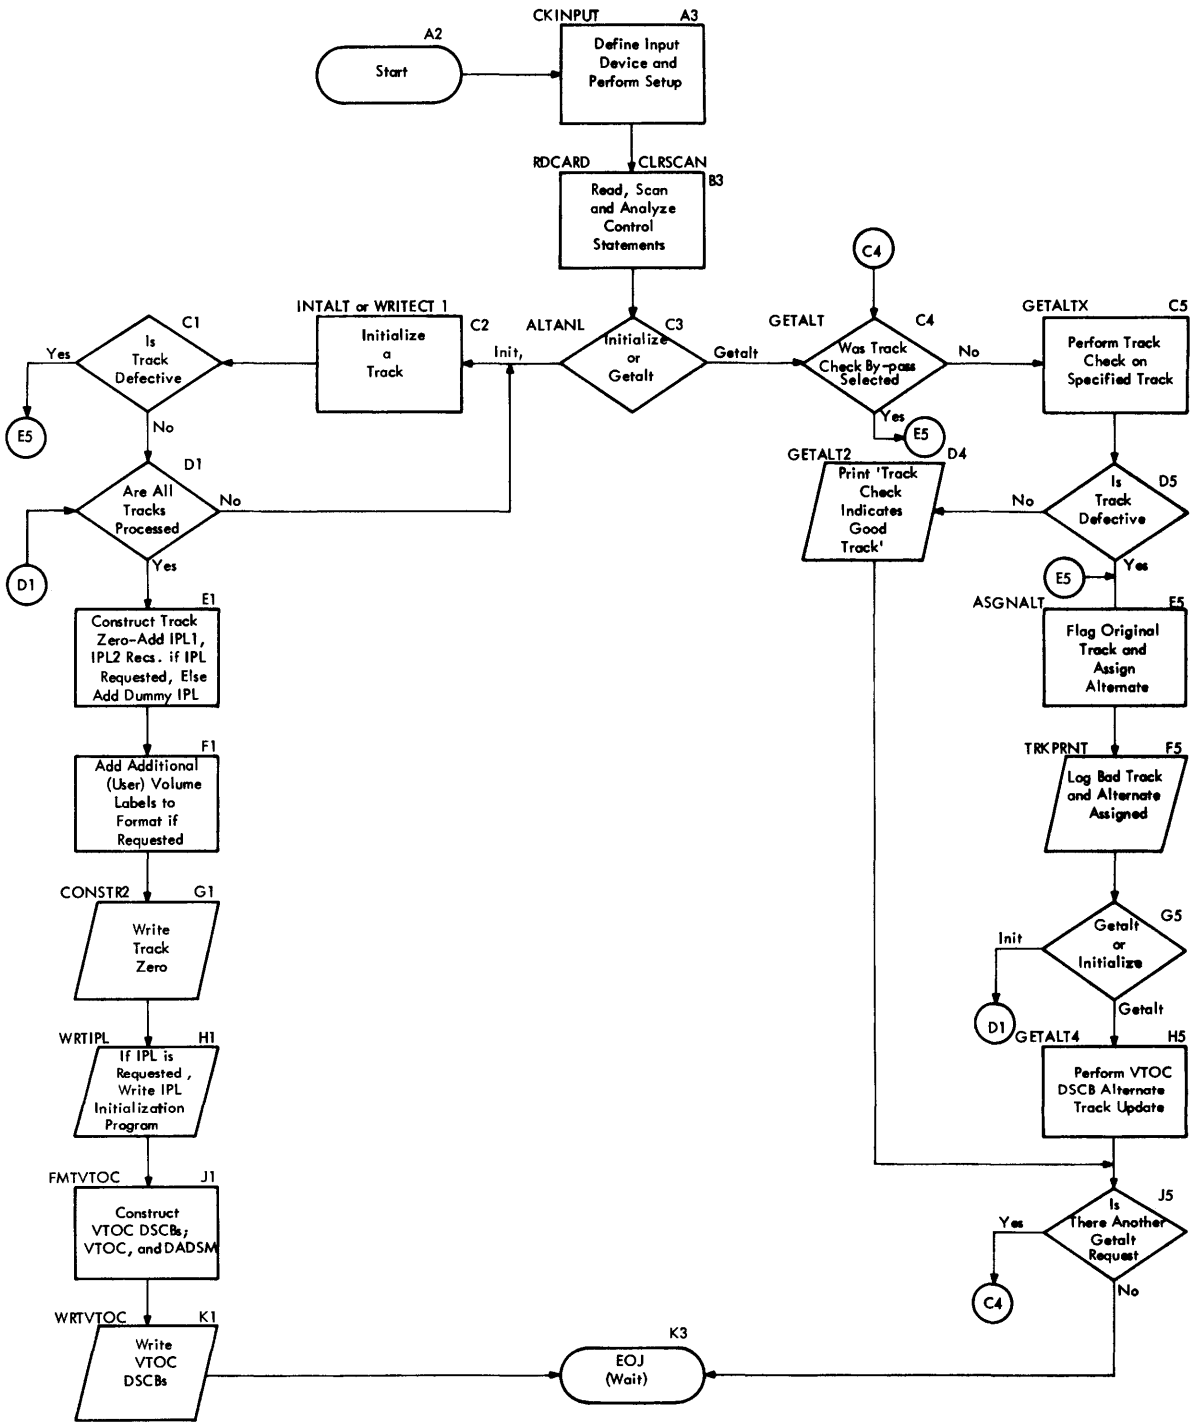 CKINPUT
A3
A2
Start
Define Input
Device and
Perform Setup
RDCARD
CLRSCAN
B3
Read, Scan
and Analyze
Control
Statements
C4
INTALT or WRITECT 1
C2
Initialize
a
Track
ALTANL
C3
Initialize
or
Getalt
Init,
Getalt
GETALT
C4
Was Track
Check By-pass
Selected
No
Yes
E5
GETALTX
C5
Perform Track
Check on
Specified Track
C1
Is
Track
Defective
Yes
E5
No
D1
Are All
Tracks
Processed
No
D1
Yes
GETALT2
D4
Print 'Track
Check
Indicates
Good
Track'
D5
Is
Track
Defective
No
Yes
E5
E1
Construct Track
Zero-Add IPL1,
IPL2 Recs. if IPL
Requested, Else
Add Dummy IPL
ASGNALT
E5
Flag Original
Track and
Assign
Alternate
F1
Add Additional
(User) Volume
Labels to
Format if
Requested
TRKPRNT
F5
Log Bad Track
and Alternate
Assigned
CONSTR2
G1
Write
Track
Zero
G5
Getalt
or
Initialize
Init
D1
Getalt
WRTIPL
H1
If IPL is
Requested,
Write IPL
Initialization
Program
GETALT4
H5
Perform VTOC
DSCB Alternate
Track Update
FMTVTOC
J1
Construct
VTOC DSCBs;
VTOC, and DADSM
J5
Is
There Another
Getalt
Request
Yes
C4
No
WRTVTOC
K1
Write
VTOC
DSCBs
K3
EOJ
(Wait)